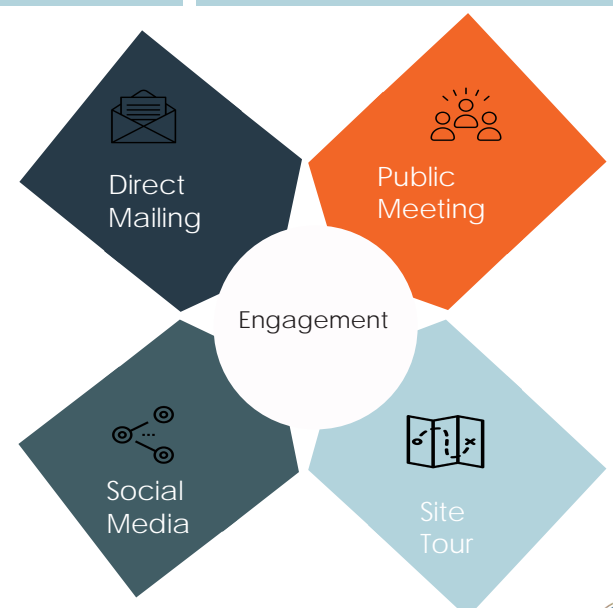 Direct
Mailing
Public
Meeting
Engagement
Social
Media
Site
Tour